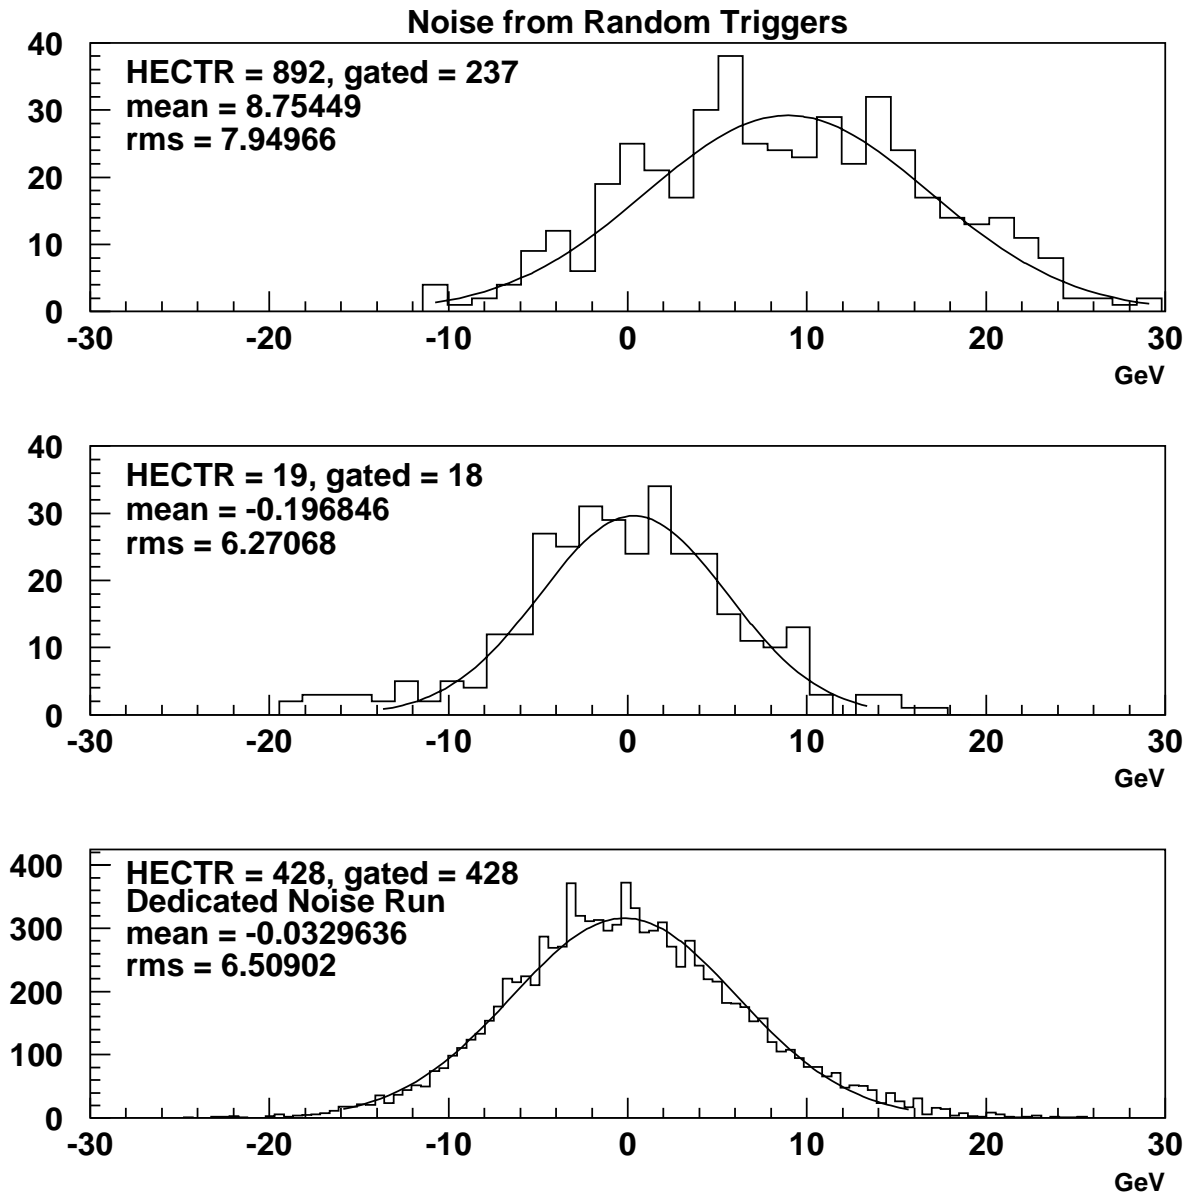 Noise from Random Triggers
40
30
20
10
0
HECTR = 892, gated = 237
mean = 8.75449
rms = 7.94966
-30 -20 -10 0 10 20 30
GeV
40
30
20
10
0
HECTR = 19, gated = 18
mean = -0.196846
rms = 6.27068
-30 -20 -10 0 10 20 30
GeV
400
300
200
100
0
HECTR = 428, gated = 428
Dedicated Noise Run
mean = -0.0329636
rms = 6.50902
-30 -20 -10 0 10 20 30
GeV